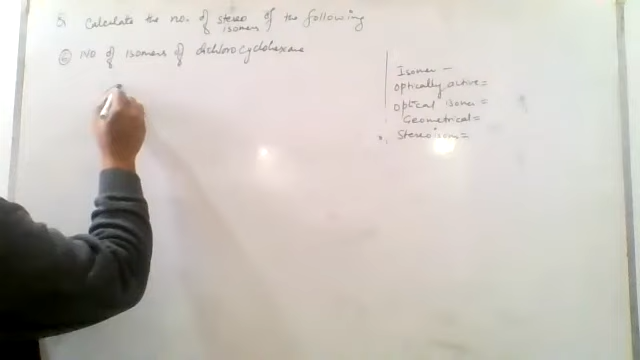 Q Calculate the no. of stereo isomers of the following
NO of isomers of dichlorocyclohexane
Isomer -
Optically active =
Optical isomer =
Geometrical =
Stereoisom =